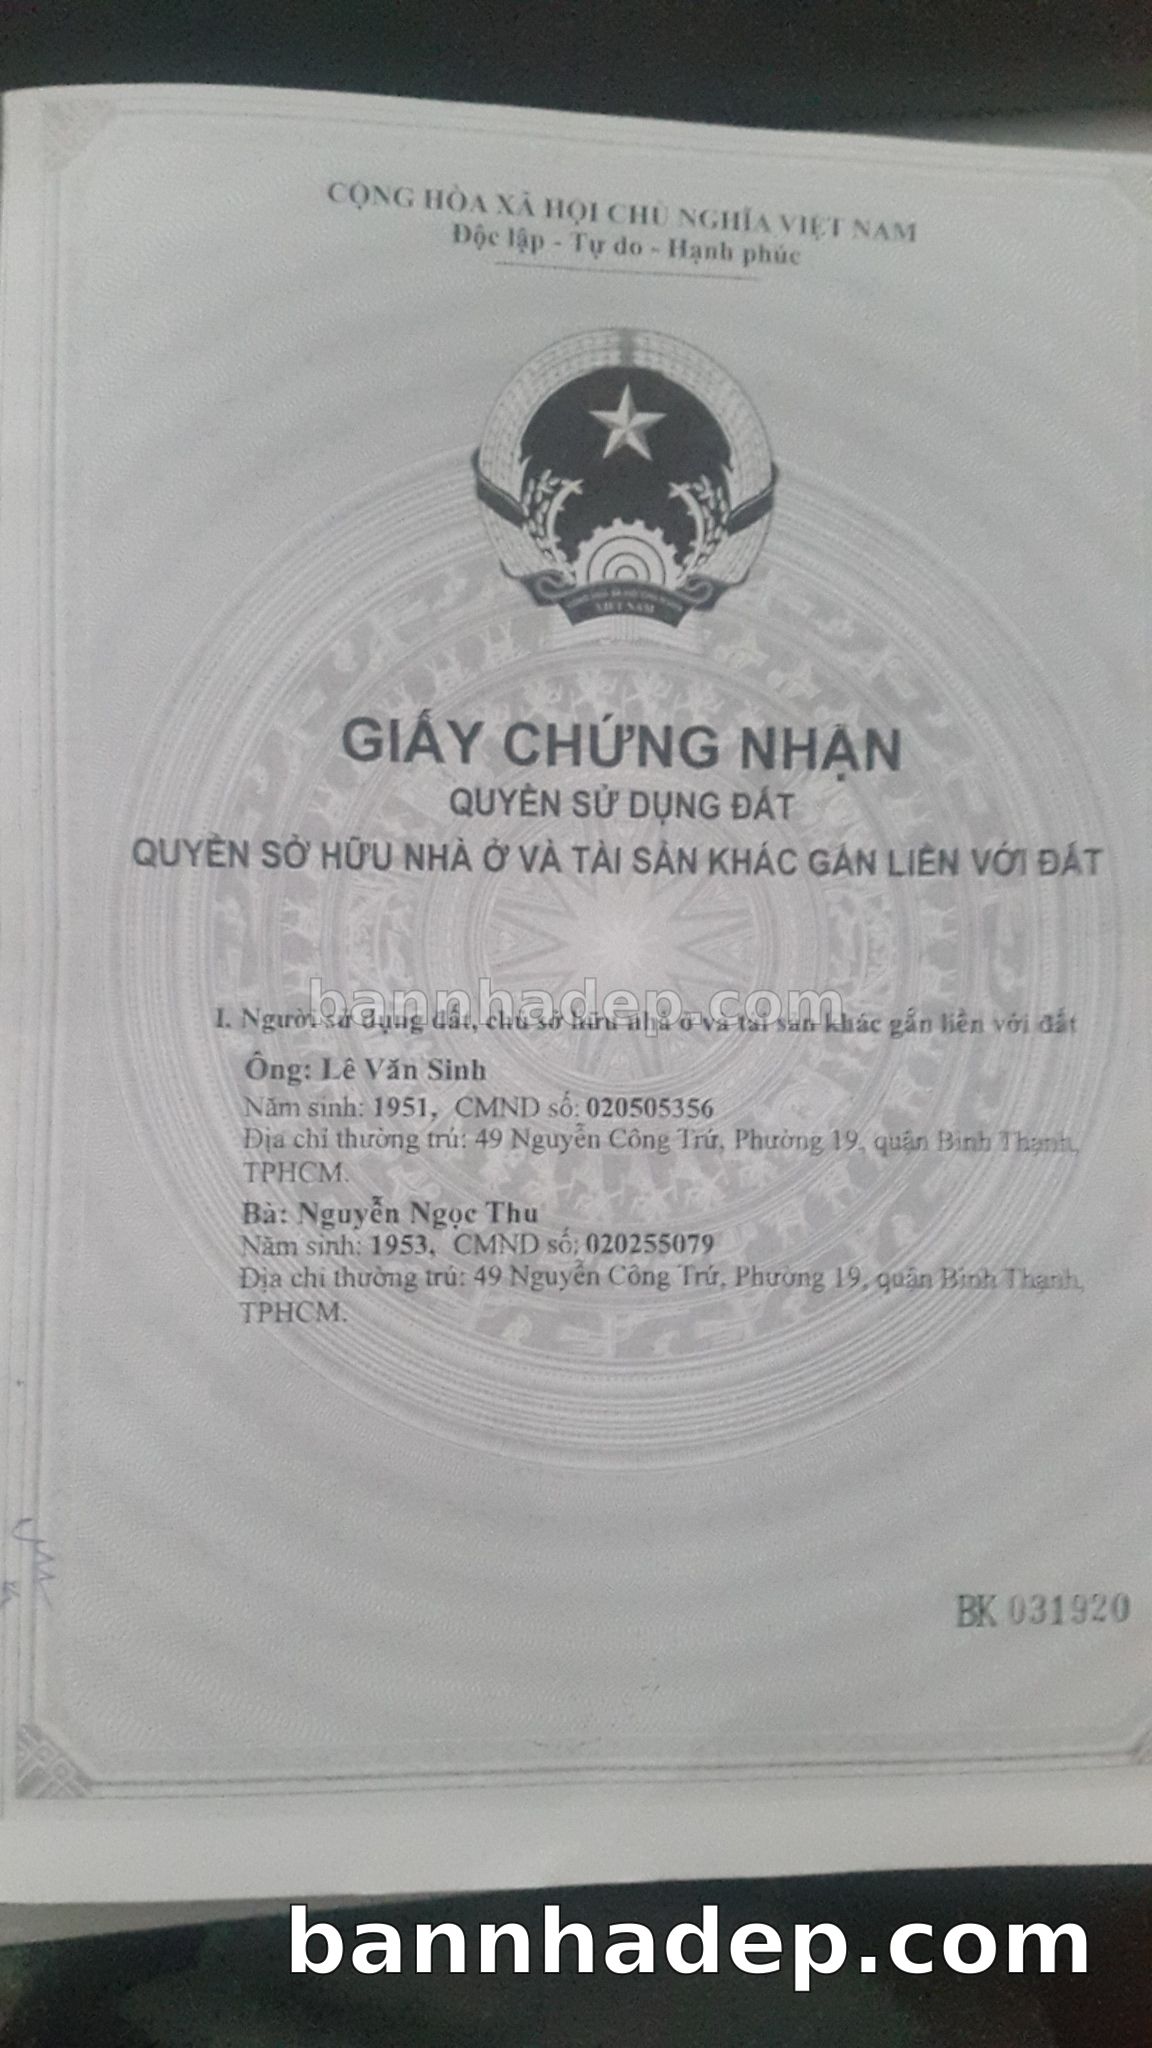 CỘNG HÒA XÃ HỘI CHỦ NGHĨA VIỆT NAM
Độc lập - Tự do - Hạnh phúc
VIỆT NAM
GIẤY CHỨNG NHẬN
QUYỀN SỬ DỤNG ĐẤT
QUYỀN SỞ HỮU NHÀ Ở VÀ TÀI SẢN KHÁC GẮN LIỀN VỚI ĐẤT
bannhadep.com
I. Người sử dụng đất, chủ sở hữu nhà ở và tài sản khác gắn liền với đất
Ông: Lê Văn Sinh
Năm sinh: 1951, CMND số: 020505356
Địa chỉ thường trú: 49 Nguyễn Công Trứ, Phường 19, quận Bình Thạnh,
TPHCM.
Bà: Nguyễn Ngọc Thu
Năm sinh: 1953, CMND số: 020255079
Địa chỉ thường trú: 49 Nguyễn Công Trứ, Phường 19, quận Bình Thạnh,
TPHCM.
BK 031920
bannhadep.com